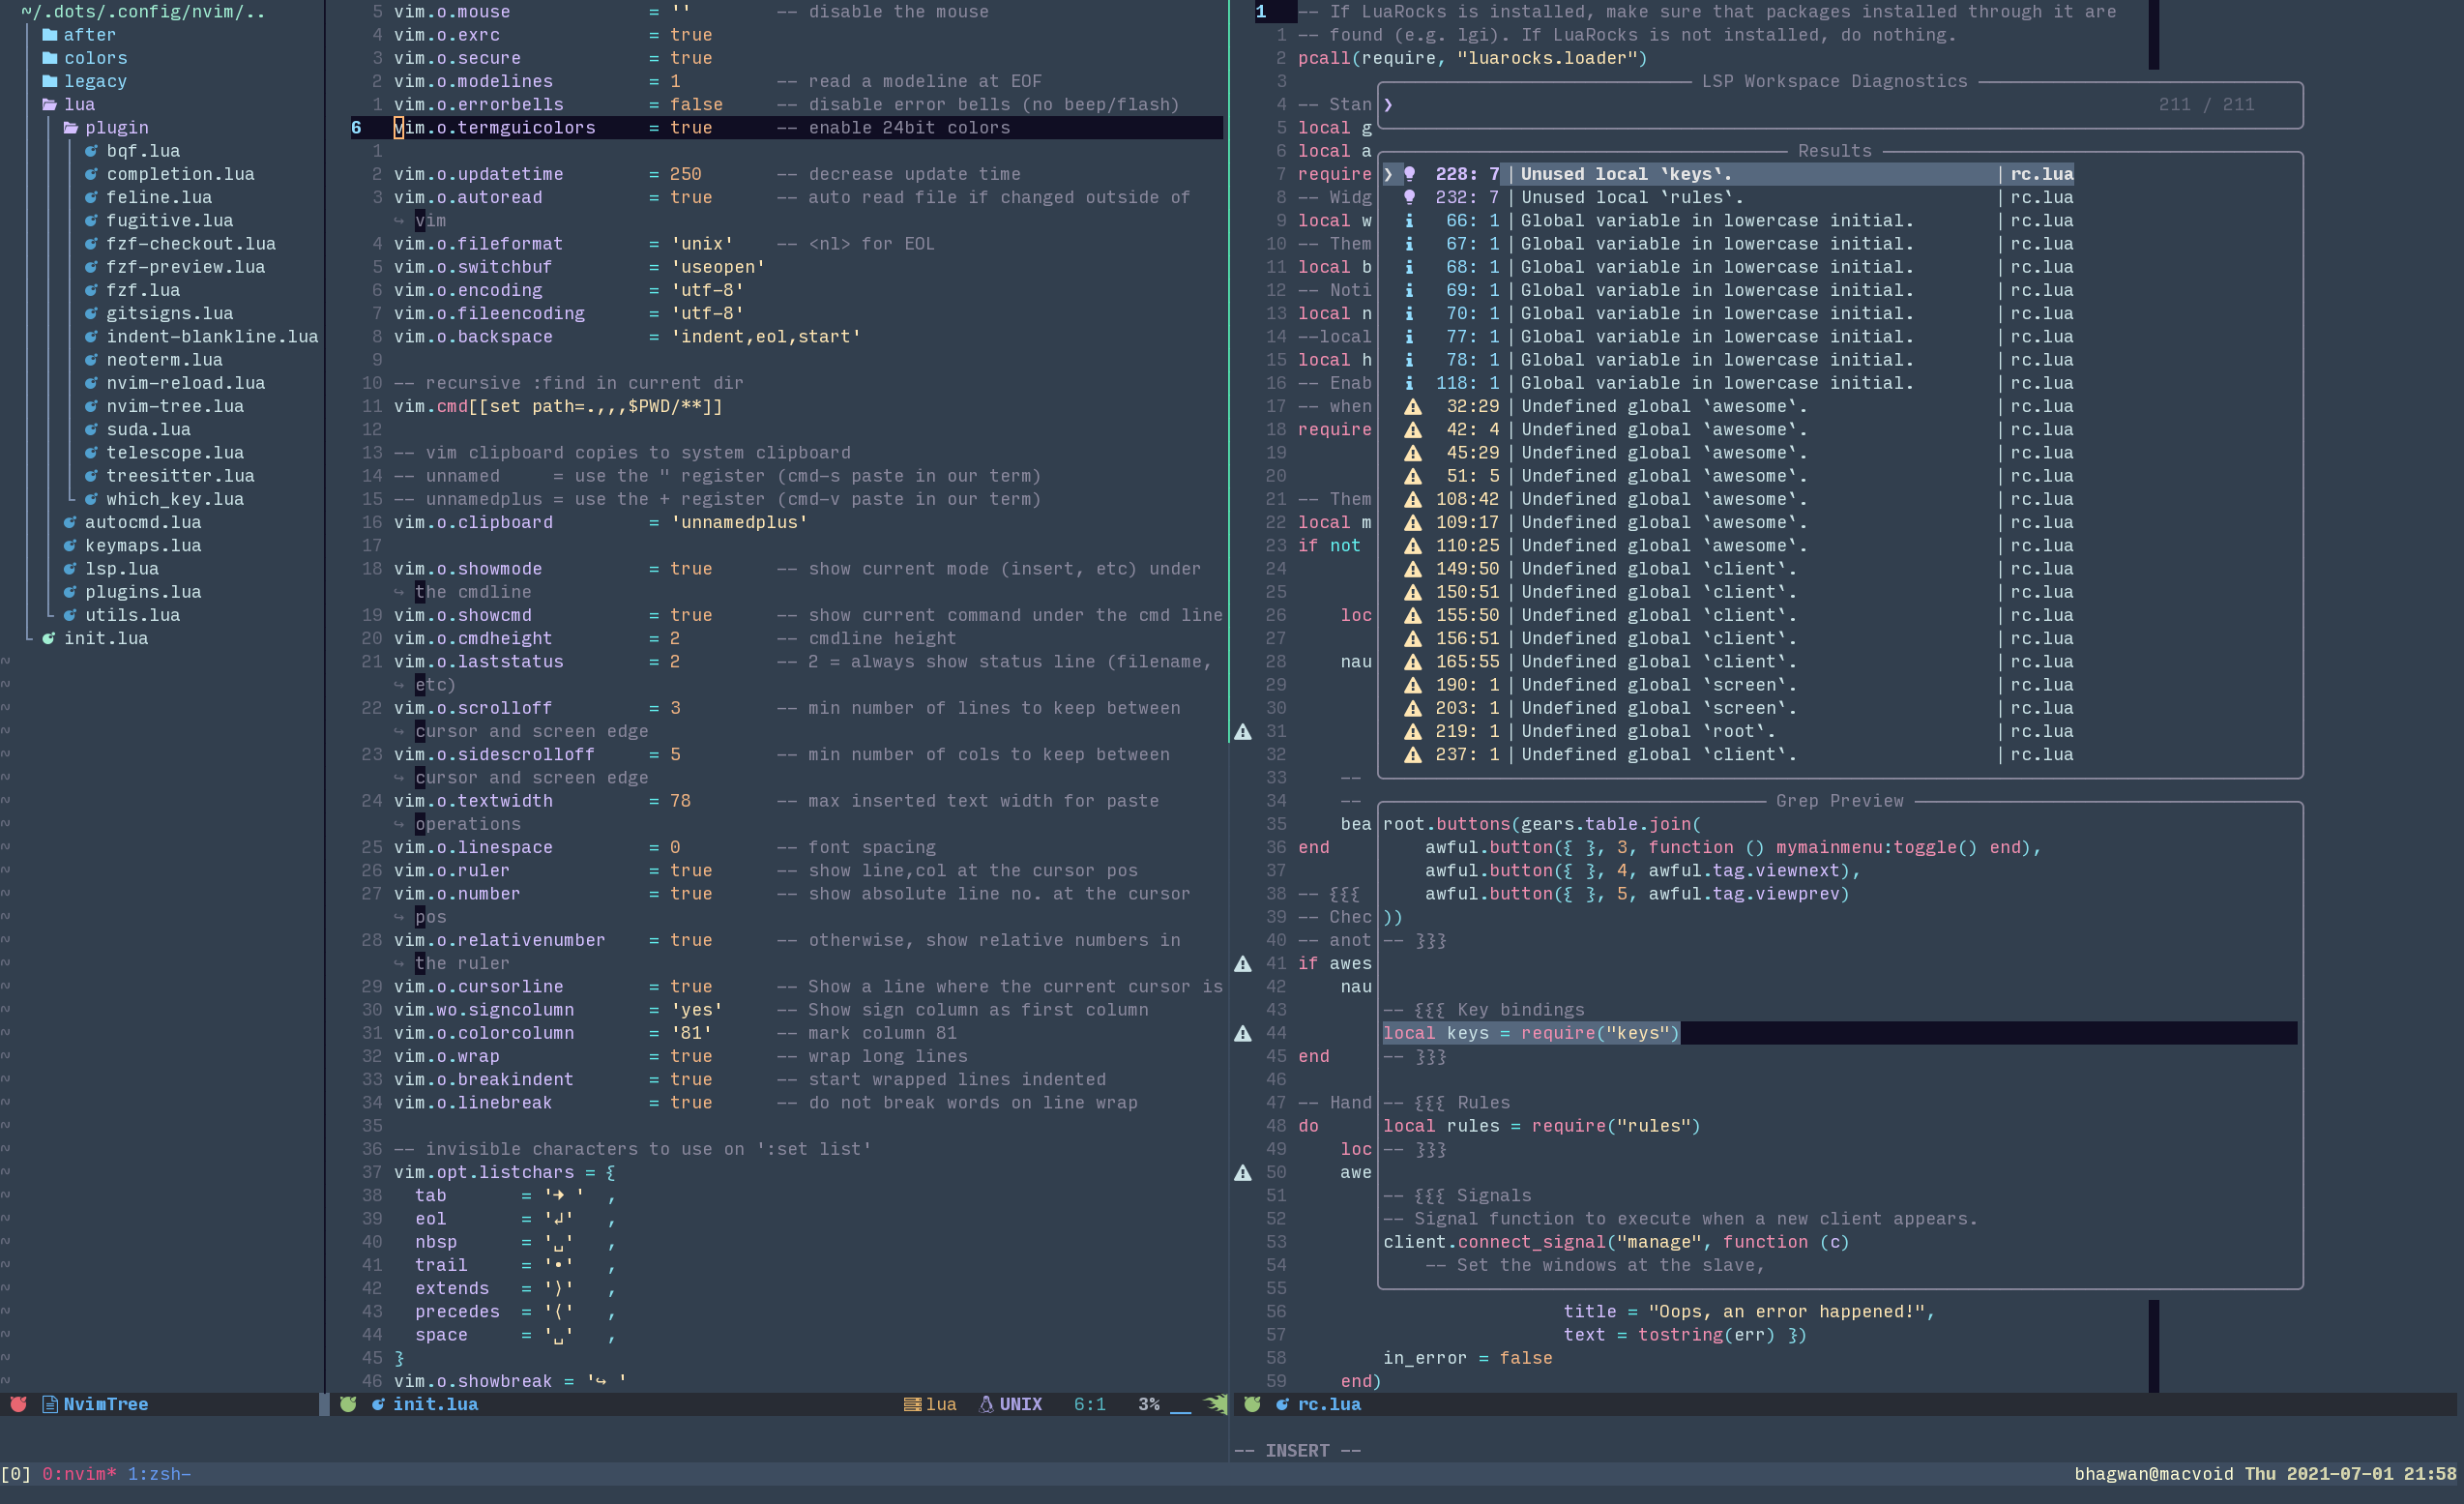 ~/.dots/.config/nvim/..
after
colors
legacy
lua
plugin
bqf.lua
completion.lua
feline.lua
fugitive.lua
fzf-checkout.lua
fzf-preview.lua
fzf.lua
gitsigns.lua
indent-blankline.lua
neoterm.lua
nvim-reload.lua
nvim-tree.lua
suda.lua
telescope.lua
treesitter.lua
which_key.lua
autocmd.lua
keymaps.lua
lsp.lua
plugins.lua
utils.lua
init.lua
NvimTree
5 vim.o.mouse = '' -- disable the mouse
4 vim.o.exrc = true
3 vim.o.secure = true
2 vim.o.modelines = 1 -- read a modeline at EOF
1 vim.o.errorbells = false -- disable error bells (no beep/flash)
6 vim.o.termguicolors = true -- enable 24bit colors
1
2 vim.o.updatetime = 250 -- decrease update time
3 vim.o.autoread = true -- auto read file if changed outside of
↪ vim
4 vim.o.fileformat = 'unix' -- <nl> for EOL
5 vim.o.switchbuf = 'useopen'
6 vim.o.encoding = 'utf-8'
7 vim.o.fileencoding = 'utf-8'
8 vim.o.backspace = 'indent,eol,start'
9
10 -- recursive :find in current dir
11 vim.cmd[[set path=.,,,$PWD/**]]
12
13 -- vim clipboard copies to system clipboard
14 -- unnamed = use the " register (cmd-s paste in our term)
15 -- unnamedplus = use the + register (cmd-v paste in our term)
16 vim.o.clipboard = 'unnamedplus'
17
18 vim.o.showmode = true -- show current mode (insert, etc) under
↪ the cmdline
19 vim.o.showcmd = true -- show current command under the cmd line
20 vim.o.cmdheight = 2 -- cmdline height
21 vim.o.laststatus = 2 -- 2 = always show status line (filename,
↪ etc)
22 vim.o.scrolloff = 3 -- min number of lines to keep between
↪ cursor and screen edge
23 vim.o.sidescrolloff = 5 -- min number of cols to keep between
↪ cursor and screen edge
24 vim.o.textwidth = 78 -- max inserted text width for paste
↪ operations
25 vim.o.linespace = 0 -- font spacing
26 vim.o.ruler = true -- show line,col at the cursor pos
27 vim.o.number = true -- show absolute line no. at the cursor
↪ pos
28 vim.o.relativenumber = true -- otherwise, show relative numbers in
↪ the ruler
29 vim.o.cursorline = true -- Show a line where the current cursor is
30 vim.wo.signcolumn = 'yes' -- Show sign column as first column
31 vim.o.colorcolumn = '81' -- mark column 81
32 vim.o.wrap = true -- wrap long lines
33 vim.o.breakindent = true -- start wrapped lines indented
34 vim.o.linebreak = true -- do not break words on line wrap
35
36 -- invisible characters to use on ':set list'
37 vim.opt.listchars = {
38 tab = '➜ ' ,
39 eol = '↲' ,
40 nbsp = '␣' ,
41 trail = '•' ,
42 extends = '⟩' ,
43 precedes = '⟨' ,
44 space = '␣' ,
45 }
46 vim.o.showbreak = '↪ '
init.lua lua UNIX 6:1 3%
1 -- If LuaRocks is installed, make sure that packages installed through it are
1 -- found (e.g. lgi). If LuaRocks is not installed, do nothing.
2 pcall(require, "luarocks.loader")
3
4 -- Stan
5 local g
6 local a
7 require
8 -- Widg
9 local w
10 -- Them
11 local b
12 -- Noti
13 local n
14 --local
15 local h
16 -- Enab
17 -- when
18 require
19
20
21 -- Them
22 local m
23 if not
24
25
26 loc
27
28 nau
29
30
31
32
33 --
34 --
35 bea
36 end
37
38 -- {{{
39 -- Chec
40 -- anot
41 if awes
42 nau
43
44
45 end
46
47 -- Hand
48 do
49 loc
50 awe
51
52
53
54
55
56 title = "Oops, an error happened!",
57 text = tostring(err) })
58 in_error = false
59 end)
LSP Workspace Diagnostics
❯ 211 / 211
Results
❯ 228: 7 | Unused local `keys`. | rc.lua
232: 7 | Unused local `rules`. | rc.lua
66: 1 | Global variable in lowercase initial. | rc.lua
67: 1 | Global variable in lowercase initial. | rc.lua
68: 1 | Global variable in lowercase initial. | rc.lua
69: 1 | Global variable in lowercase initial. | rc.lua
70: 1 | Global variable in lowercase initial. | rc.lua
77: 1 | Global variable in lowercase initial. | rc.lua
78: 1 | Global variable in lowercase initial. | rc.lua
118: 1 | Global variable in lowercase initial. | rc.lua
32:29 | Undefined global `awesome`. | rc.lua
42: 4 | Undefined global `awesome`. | rc.lua
45:29 | Undefined global `awesome`. | rc.lua
51: 5 | Undefined global `awesome`. | rc.lua
108:42 | Undefined global `awesome`. | rc.lua
109:17 | Undefined global `awesome`. | rc.lua
110:25 | Undefined global `awesome`. | rc.lua
149:50 | Undefined global `client`. | rc.lua
150:51 | Undefined global `client`. | rc.lua
155:50 | Undefined global `client`. | rc.lua
156:51 | Undefined global `client`. | rc.lua
165:55 | Undefined global `client`. | rc.lua
190: 1 | Undefined global `screen`. | rc.lua
203: 1 | Undefined global `screen`. | rc.lua
219: 1 | Undefined global `root`. | rc.lua
237: 1 | Undefined global `client`. | rc.lua
Grep Preview
root.buttons(gears.table.join(
awful.button({ }, 3, function () mymainmenu:toggle() end),
awful.button({ }, 4, awful.tag.viewnext),
awful.button({ }, 5, awful.tag.viewprev)
))
-- }}}
-- {{{ Key bindings
local keys = require("keys")
-- }}}
-- {{{ Rules
local rules = require("rules")
-- }}}
-- {{{ Signals
-- Signal function to execute when a new client appears.
client.connect_signal("manage", function (c)
-- Set the windows at the slave,
rc.lua
-- INSERT --
[0] 0:nvim* 1:zsh- bhagwan@macvoid Thu 2021-07-01 21:58